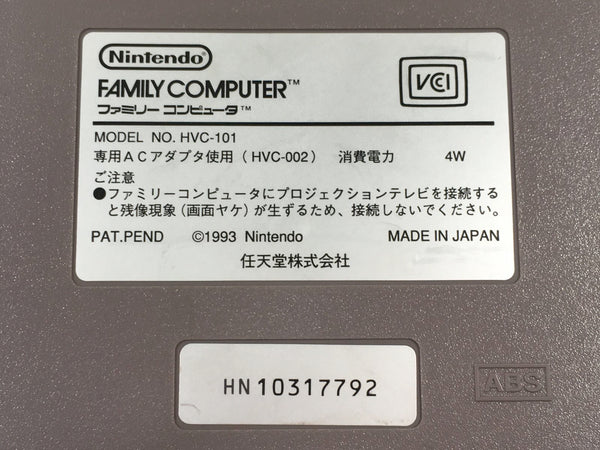 Nintendo
FAMILY COMPUTER™
ファミリー コンピュータ™
VCCI
MODEL NO. HVC-101
専用ACアダプタ使用（HVC-002） 消費電力 4W
ご注意
●ファミリーコンピュータにプロジェクションテレビを接続する
と残像現象（画面ヤケ）が生ずるため、接続しないでください。
PAT.PEND ©1993 Nintendo MADE IN JAPAN
任天堂株式会社
HN10317792
ABS